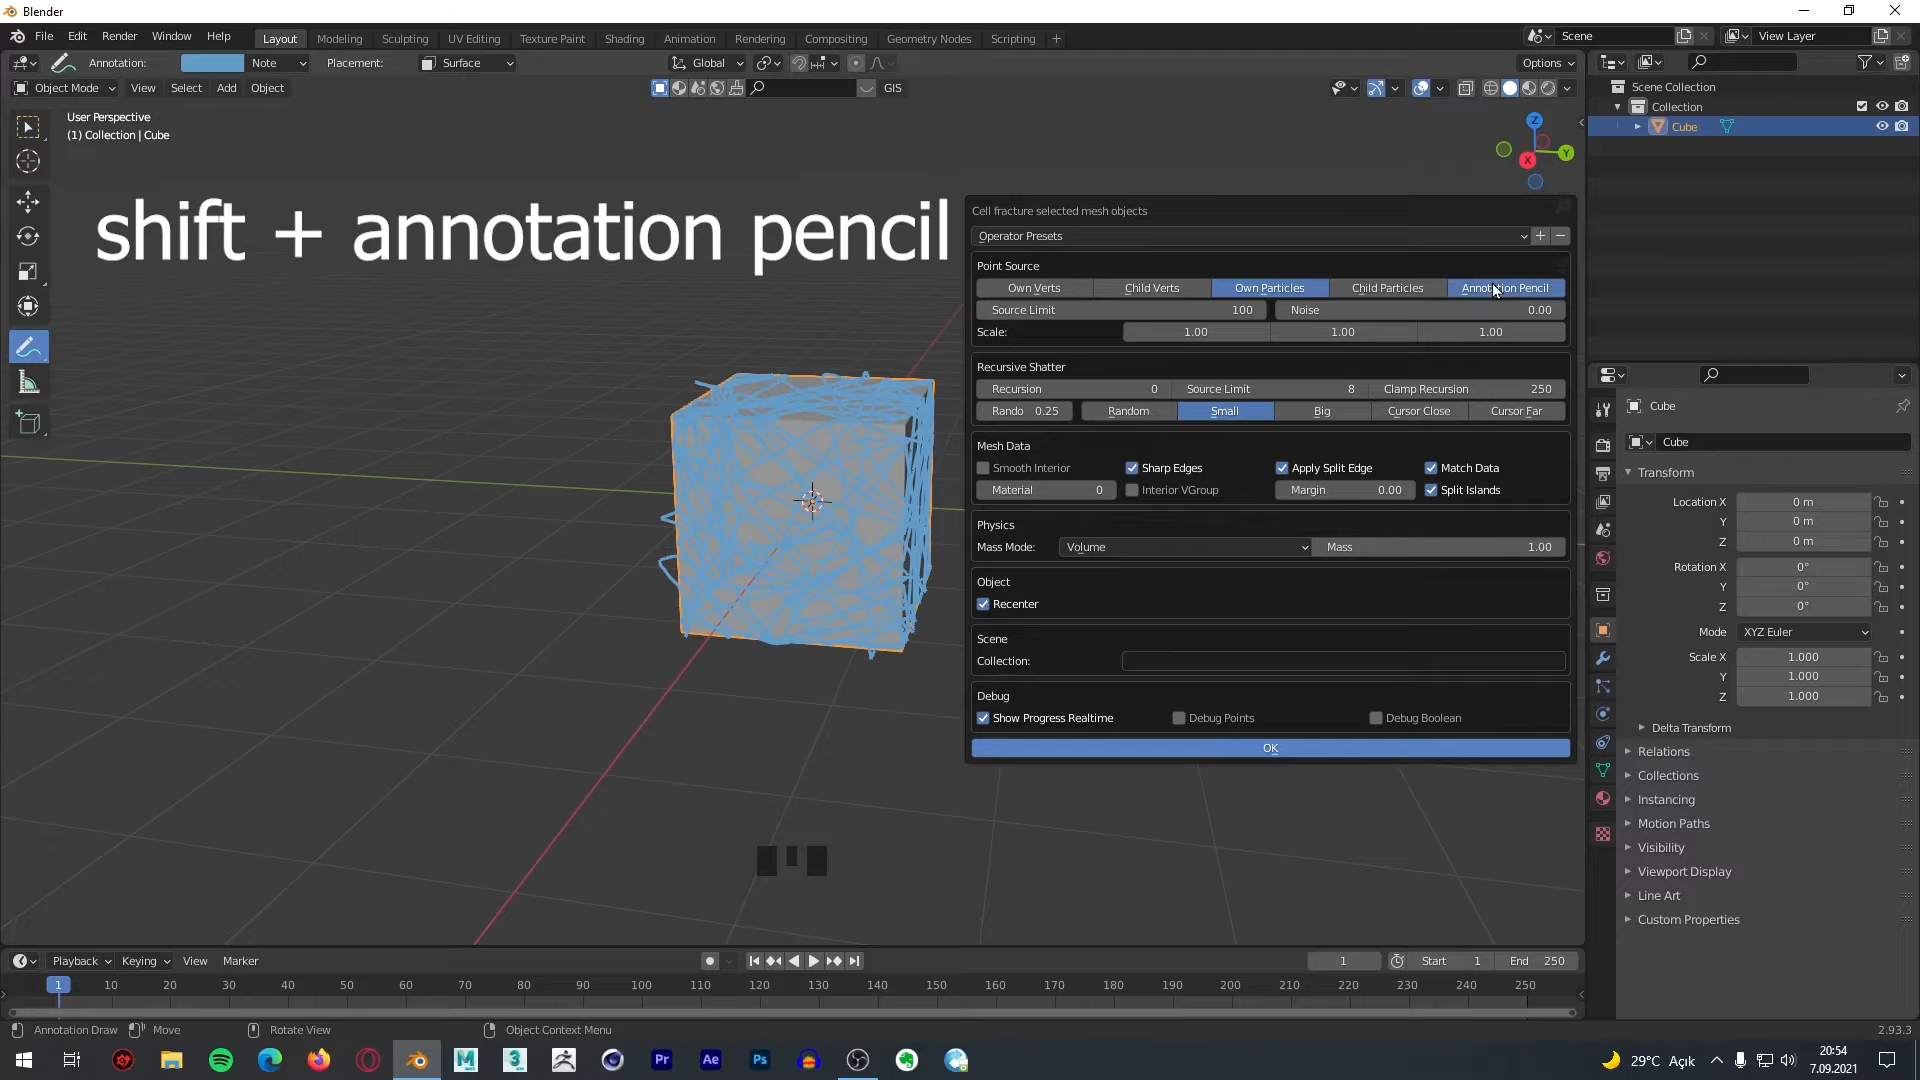 Blender
File Edit Render Window Help
Layout Modeling Sculpting UV Editing Texture Paint Shading Animation Rendering Compositing Geometry Nodes Scripting +
Scene
View Layer
Annotation: Note Placement: Surface
Global
Options
Object Mode View Select Add Object
GIS
User Perspective
(1) Collection | Cube
Z
Y
X
shift + annotation pencil
Scene Collection
Collection
Cube
Cell fracture selected mesh objects
Operator Presets
Point Source
Own Verts Child Verts Own Particles Child Particles Annotation Pencil
Source Limit 100 Noise 0.00
Scale: 1.00 1.00 1.00
Recursive Shatter
Recursion 0 Source Limit 8 Clamp Recursion 250
Rando 0.25 Random Small Big Cursor Close Cursor Far
Mesh Data
Smooth Interior Sharp Edges Apply Split Edge Match Data
Material 0 Interior VGroup Margin 0.00 Split Islands
Physics
Mass Mode: Volume Mass 1.00
Object
Recenter
Scene
Collection:
Debug
Show Progress Realtime Debug Points Debug Boolean
OK
Cube
Cube
Transform
Location X 0 m
Y 0 m
Z 0 m
Rotation X 0°
Y 0°
Z 0°
Mode XYZ Euler
Scale X 1.000
Y 1.000
Z 1.000
Delta Transform
Relations
Collections
Instancing
Motion Paths
Visibility
Viewport Display
Line Art
Custom Properties
Playback Keying View Marker
1 Start 1 End 250
1 10 20 30 40 50 60 70 80 90 100 110 120 130 140 150 160 170 180 190 200 210 220 230 240 250
Annotation Draw Move Rotate View Object Context Menu
2.93.3
M 3 Pr Ae Ps
29°C Açık
20:54
7.09.2021